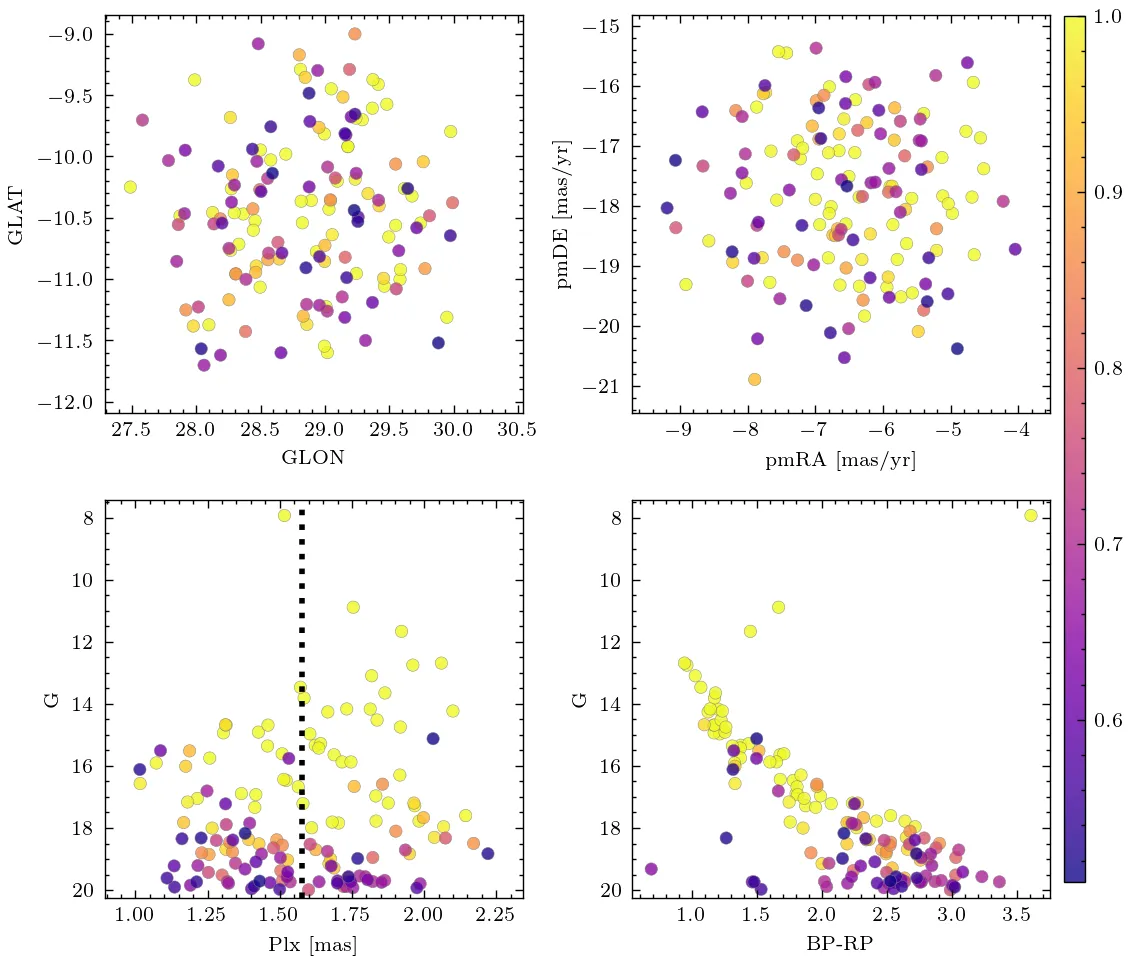 −9.0
−9.5
−10.0
−10.5
−11.0
−11.5
−12.0
GLAT
27.5 28.0 28.5 29.0 29.5 30.0 30.5
GLON
−15
−16
−17
−18
−19
−20
−21
pmDE [mas/yr]
−9 −8 −7 −6 −5 −4
pmRA [mas/yr]
1.0
0.9
0.8
0.7
0.6
8
10
12
14
16
18
20
G
1.00 1.25 1.50 1.75 2.00 2.25
Plx [mas]
8
10
12
14
16
18
20
G
1.0 1.5 2.0 2.5 3.0 3.5
BP-RP